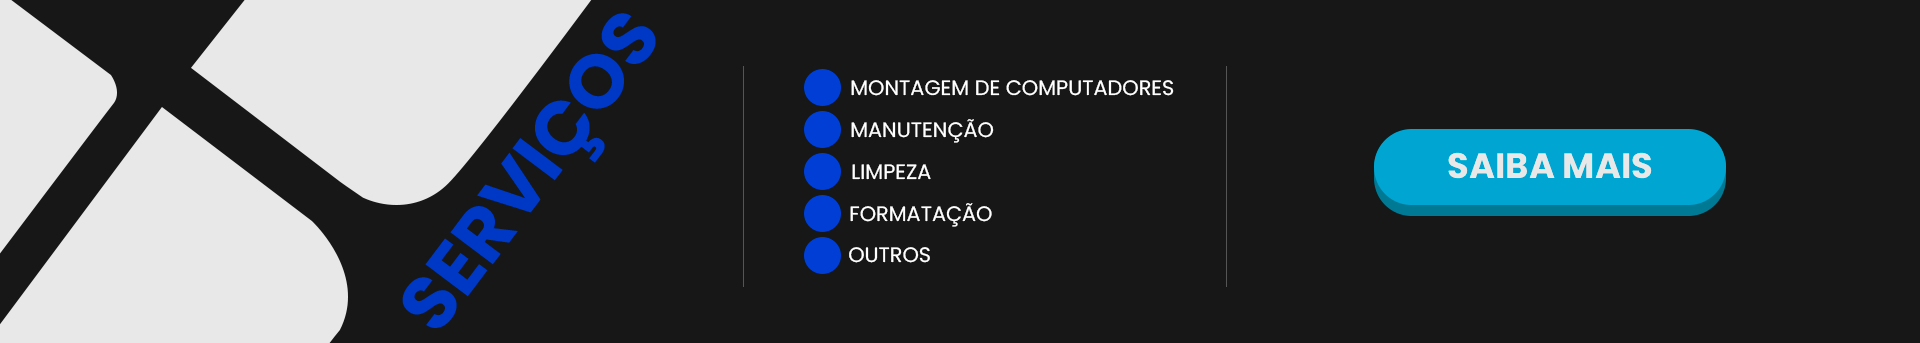 SERVIÇOS
MONTAGEM DE COMPUTADORES
MANUTENÇÃO
LIMPEZA
FORMATAÇÃO
OUTROS
SAIBA MAIS